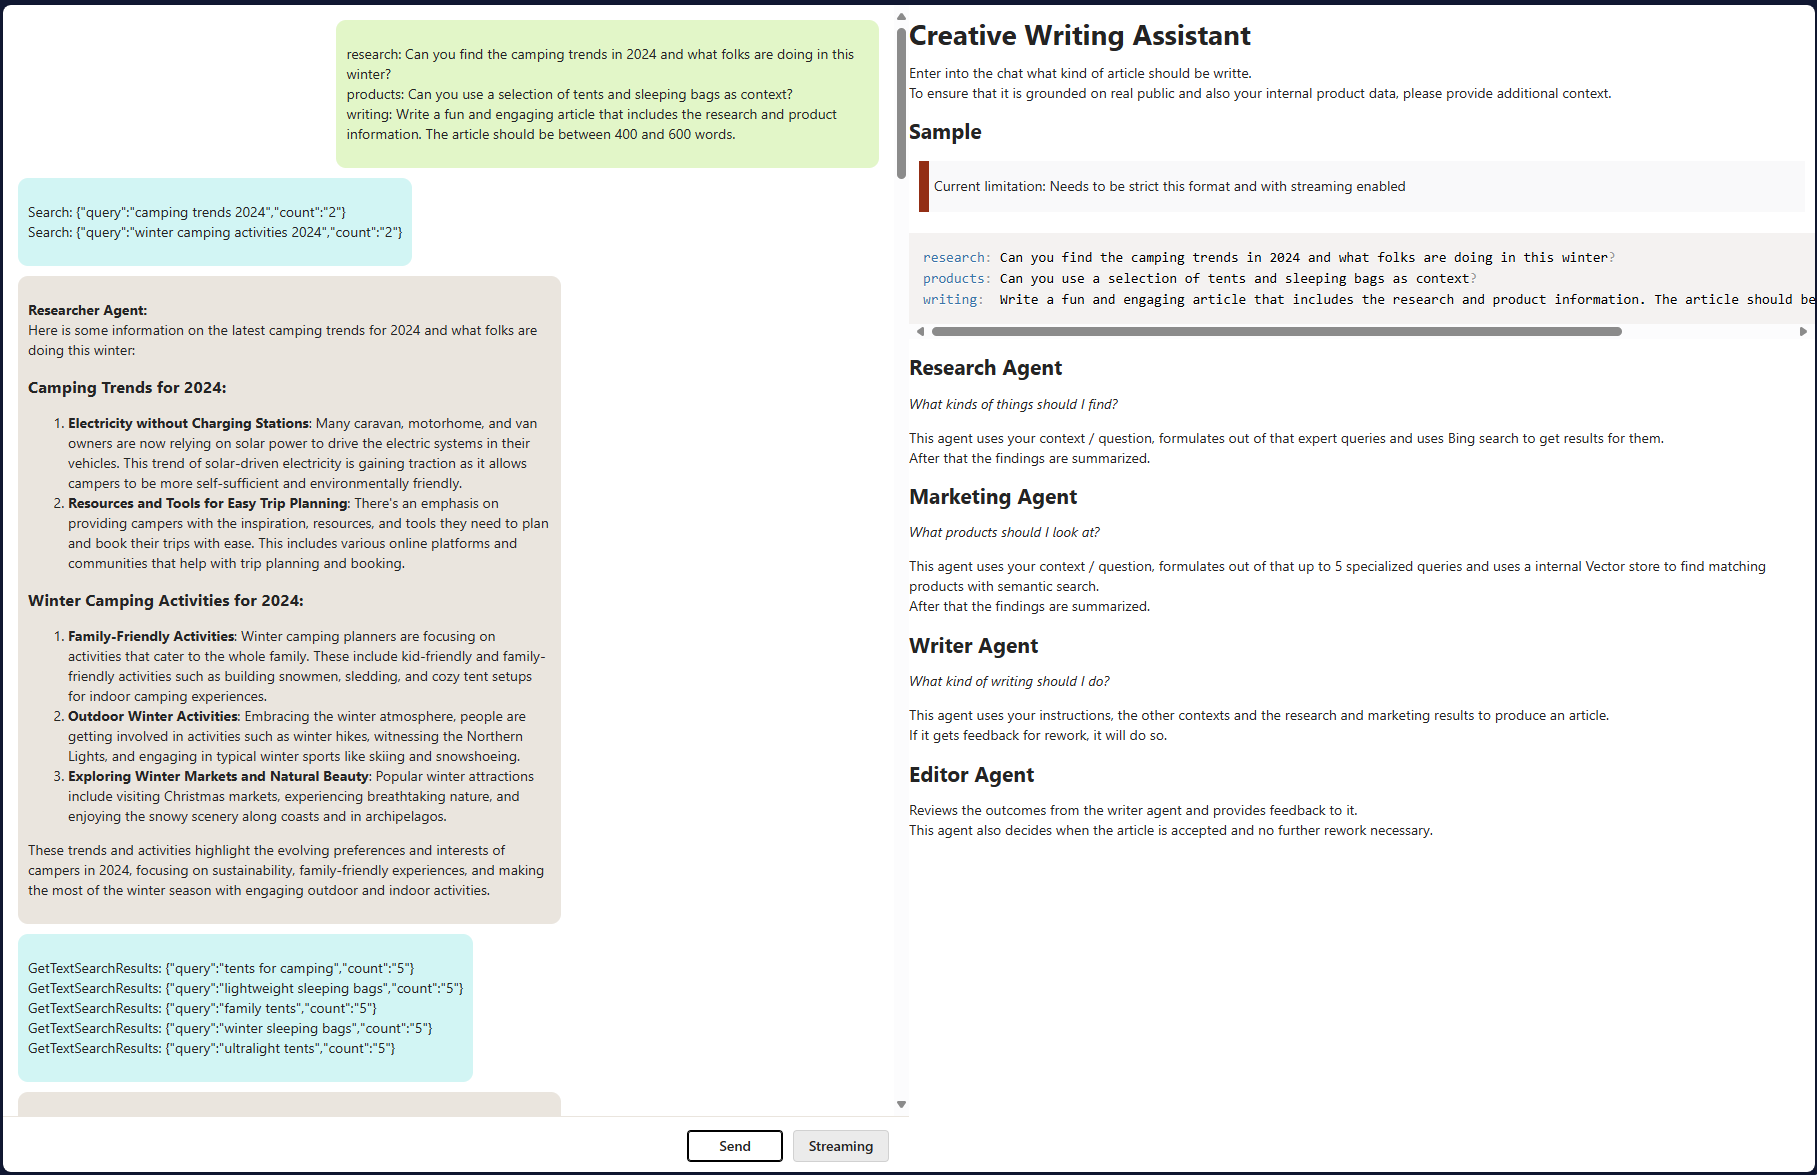 research: Can you find the camping trends in 2024 and what folks are doing in this
winter?
products: Can you use a selection of tents and sleeping bags as context?
writing: Write a fun and engaging article that includes the research and product
information. The article should be between 400 and 600 words.
Search: {"query":"camping trends 2024","count":"2"}
Search: {"query":"winter camping activities 2024","count":"2"}
Researcher Agent:
Here is some information on the latest camping trends for 2024 and what folks are
doing this winter:
Camping Trends for 2024:
1. Electricity without Charging Stations: Many caravan, motorhome, and van
owners are now relying on solar power to drive the electric systems in their
vehicles. This trend of solar-driven electricity is gaining traction as it allows
campers to be more self-sufficient and environmentally friendly.
2. Resources and Tools for Easy Trip Planning: There's an emphasis on
providing campers with the inspiration, resources, and tools they need to plan
and book their trips with ease. This includes various online platforms and
communities that help with trip planning and booking.
Winter Camping Activities for 2024:
1. Family-Friendly Activities: Winter camping planners are focusing on
activities that cater to the whole family. These include kid-friendly and family-
friendly activities such as building snowmen, sledding, and cozy tent setups
for indoor camping experiences.
2. Outdoor Winter Activities: Embracing the winter atmosphere, people are
getting involved in activities such as winter hikes, witnessing the Northern
Lights, and engaging in typical winter sports like skiing and snowshoeing.
3. Exploring Winter Markets and Natural Beauty: Popular winter attractions
include visiting Christmas markets, experiencing breathtaking nature, and
enjoying the snowy scenery along coasts and in archipelagos.
These trends and activities highlight the evolving preferences and interests of
campers in 2024, focusing on sustainability, family-friendly experiences, and making
the most of the winter season with engaging outdoor and indoor activities.
GetTextSearchResults: {"query":"tents for camping","count":"5"}
GetTextSearchResults: {"query":"lightweight sleeping bags","count":"5"}
GetTextSearchResults: {"query":"family tents","count":"5"}
GetTextSearchResults: {"query":"winter sleeping bags","count":"5"}
GetTextSearchResults: {"query":"ultralight tents","count":"5"}
Send
Streaming
Creative Writing Assistant
Enter into the chat what kind of article should be writte.
To ensure that it is grounded on real public and also your internal product data, please provide additional context.
Sample
Current limitation: Needs to be strict this format and with streaming enabled
research: Can you find the camping trends in 2024 and what folks are doing in this winter?
products: Can you use a selection of tents and sleeping bags as context?
writing: Write a fun and engaging article that includes the research and product information. The article should be
Research Agent
What kinds of things should I find?
This agent uses your context / question, formulates out of that expert queries and uses Bing search to get results for them.
After that the findings are summarized.
Marketing Agent
What products should I look at?
This agent uses your context / question, formulates out of that up to 5 specialized queries and uses a internal Vector store to find matching
products with semantic search.
After that the findings are summarized.
Writer Agent
What kind of writing should I do?
This agent uses your instructions, the other contexts and the research and marketing results to produce an article.
If it gets feedback for rework, it will do so.
Editor Agent
Reviews the outcomes from the writer agent and provides feedback to it.
This agent also decides when the article is accepted and no further rework necessary.